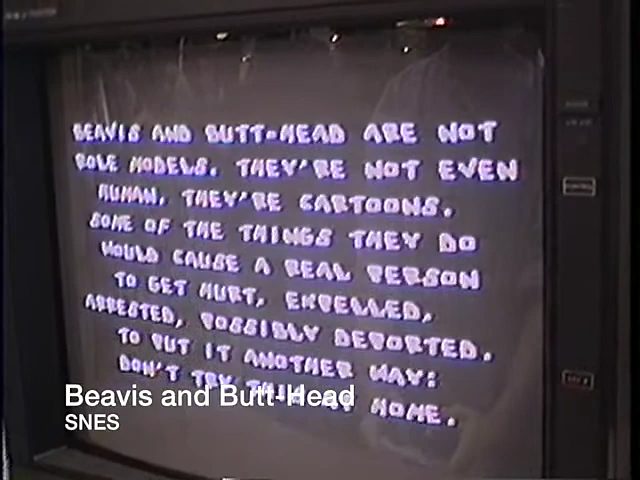 BEAVIS AND BUTT-HEAD ARE NOT
ROLE MODELS. THEY'RE NOT EVEN
HUMAN, THEY'RE CARTOONS.
SOME OF THE THINGS THEY DO
WOULD CAUSE A REAL PERSON
TO GET HURT, EXPELLED,
ARRESTED, POSSIBLY DEPORTED.
TO PUT IT ANOTHER WAY:
DON'T TRY THIS AT HOME.
Beavis and Butt-Head
SNES